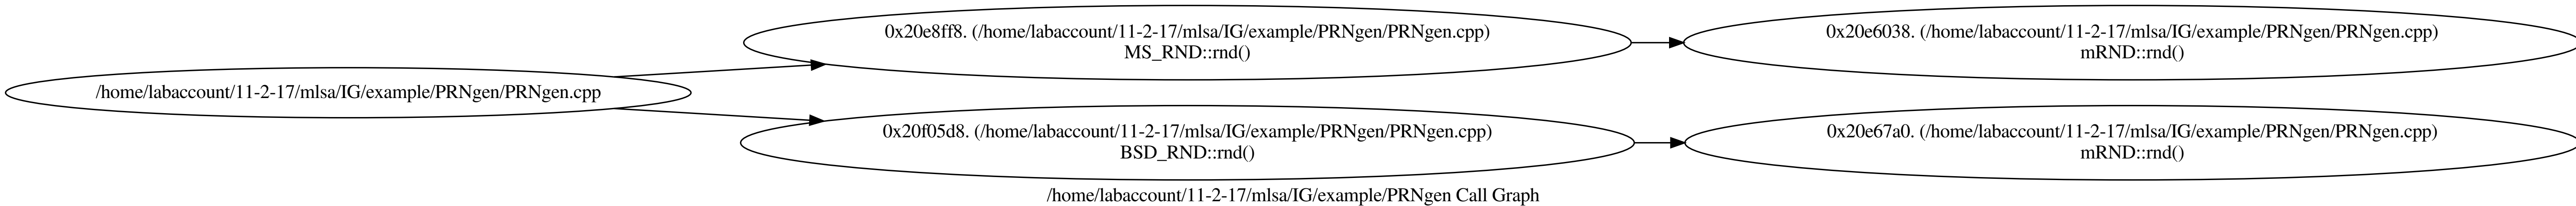 /home/labaccount/11-2-17/mlsa/IG/example/PRNgen/PRNgen.cpp
0x20e8ff8. (/home/labaccount/11-2-17/mlsa/IG/example/PRNgen/PRNgen.cpp)
MS_RND::rnd()
0x20e6038. (/home/labaccount/11-2-17/mlsa/IG/example/PRNgen/PRNgen.cpp)
mRND::rnd()
0x20f05d8. (/home/labaccount/11-2-17/mlsa/IG/example/PRNgen/PRNgen.cpp)
BSD_RND::rnd()
0x20e67a0. (/home/labaccount/11-2-17/mlsa/IG/example/PRNgen/PRNgen.cpp)
mRND::rnd()
/home/labaccount/11-2-17/mlsa/IG/example/PRNgen Call Graph